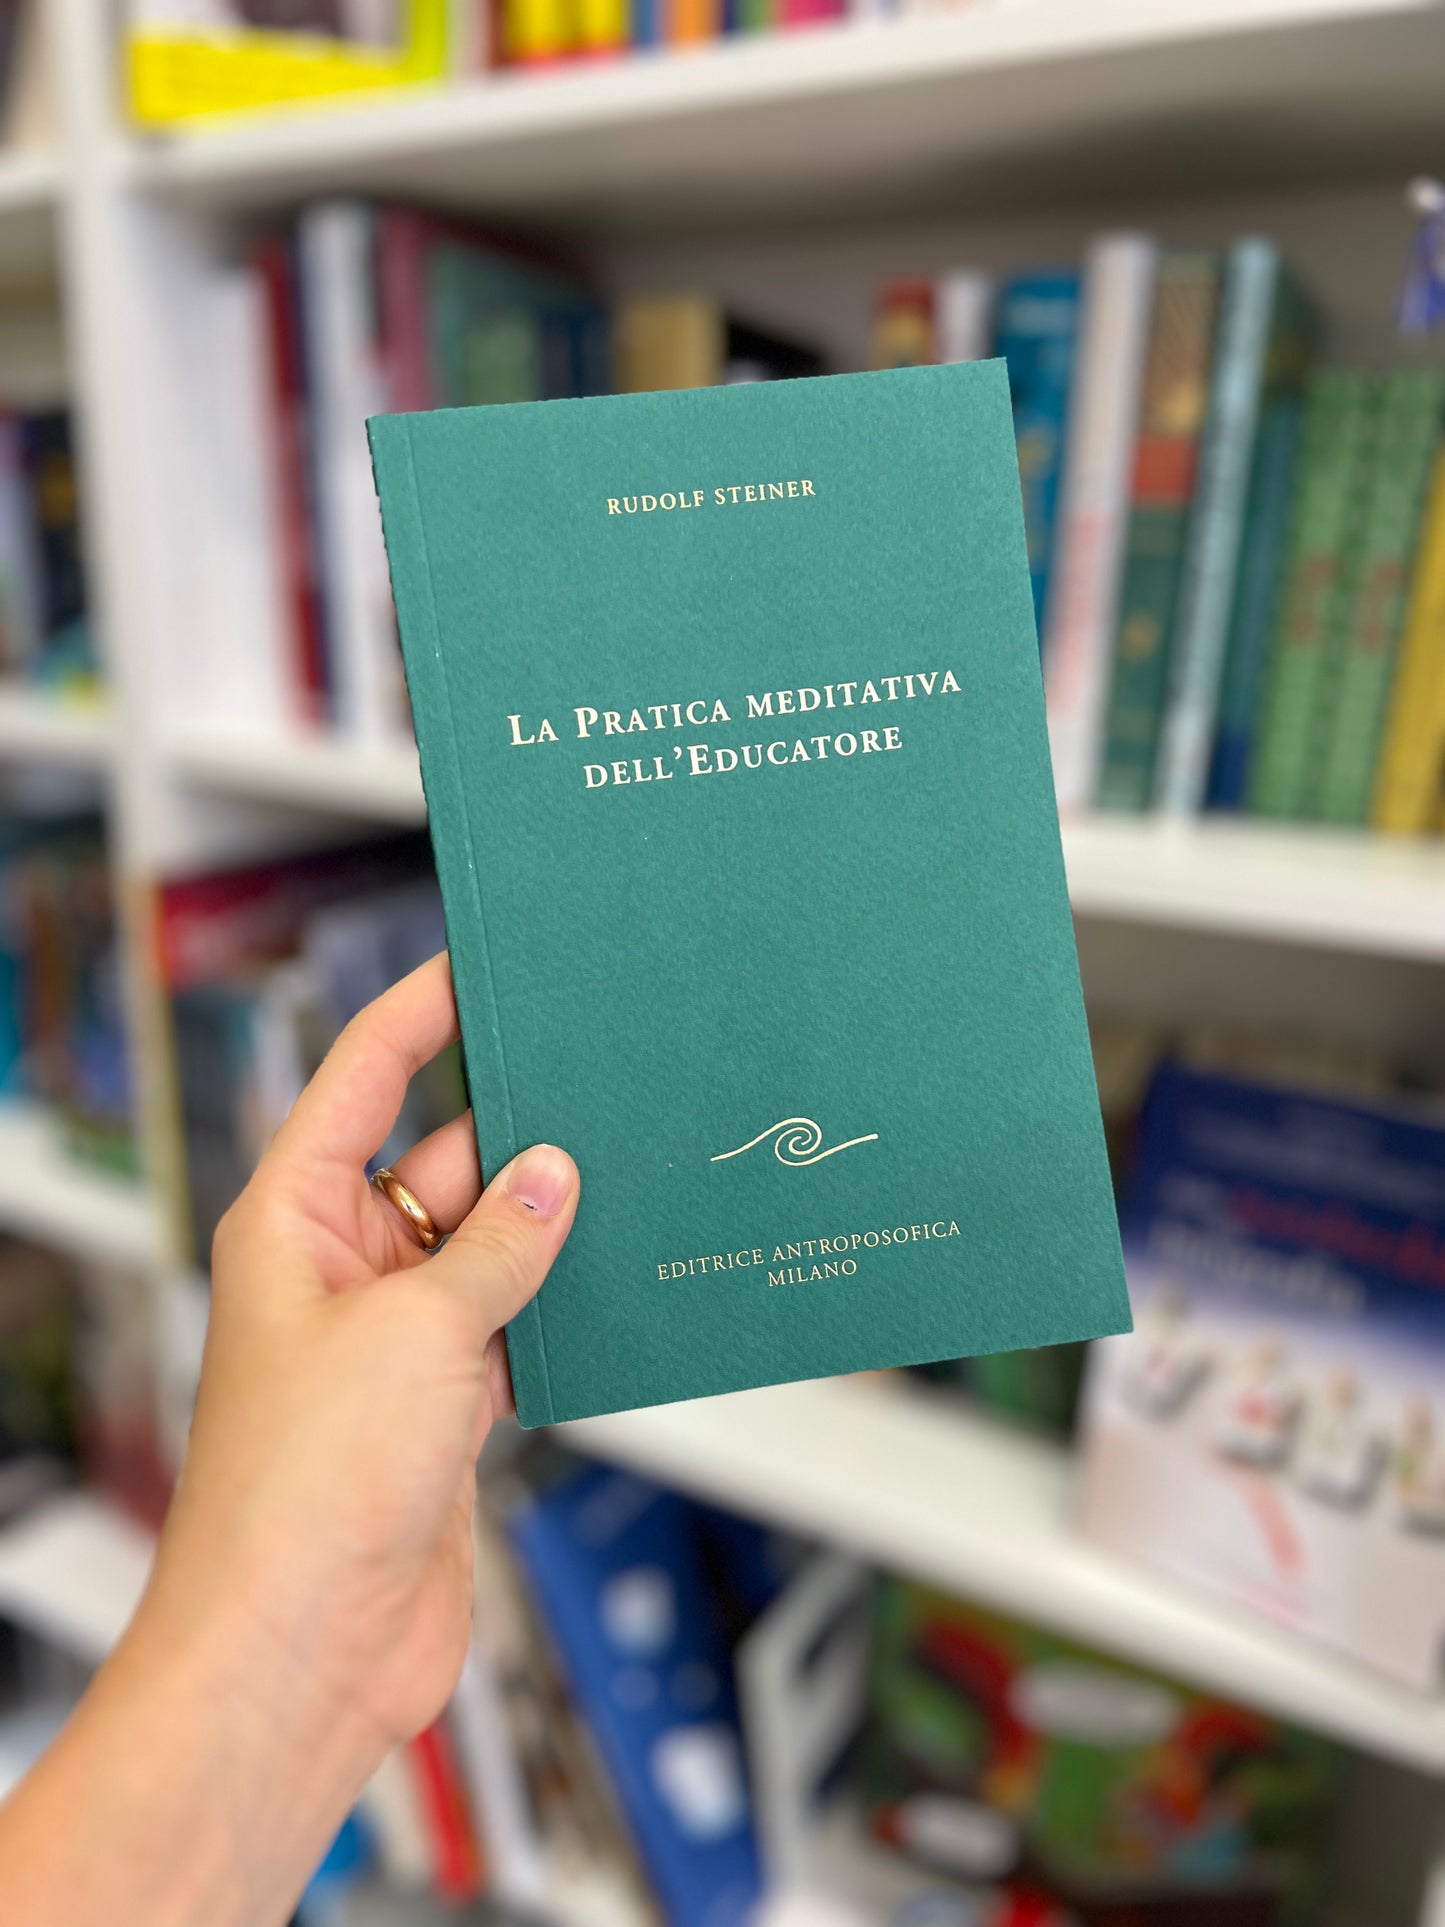 RUDOLF STEINER
LA PRATICA MEDITATIVA
DELL'EDUCATORE
EDITRICE ANTROPOSOFICA
MILANO